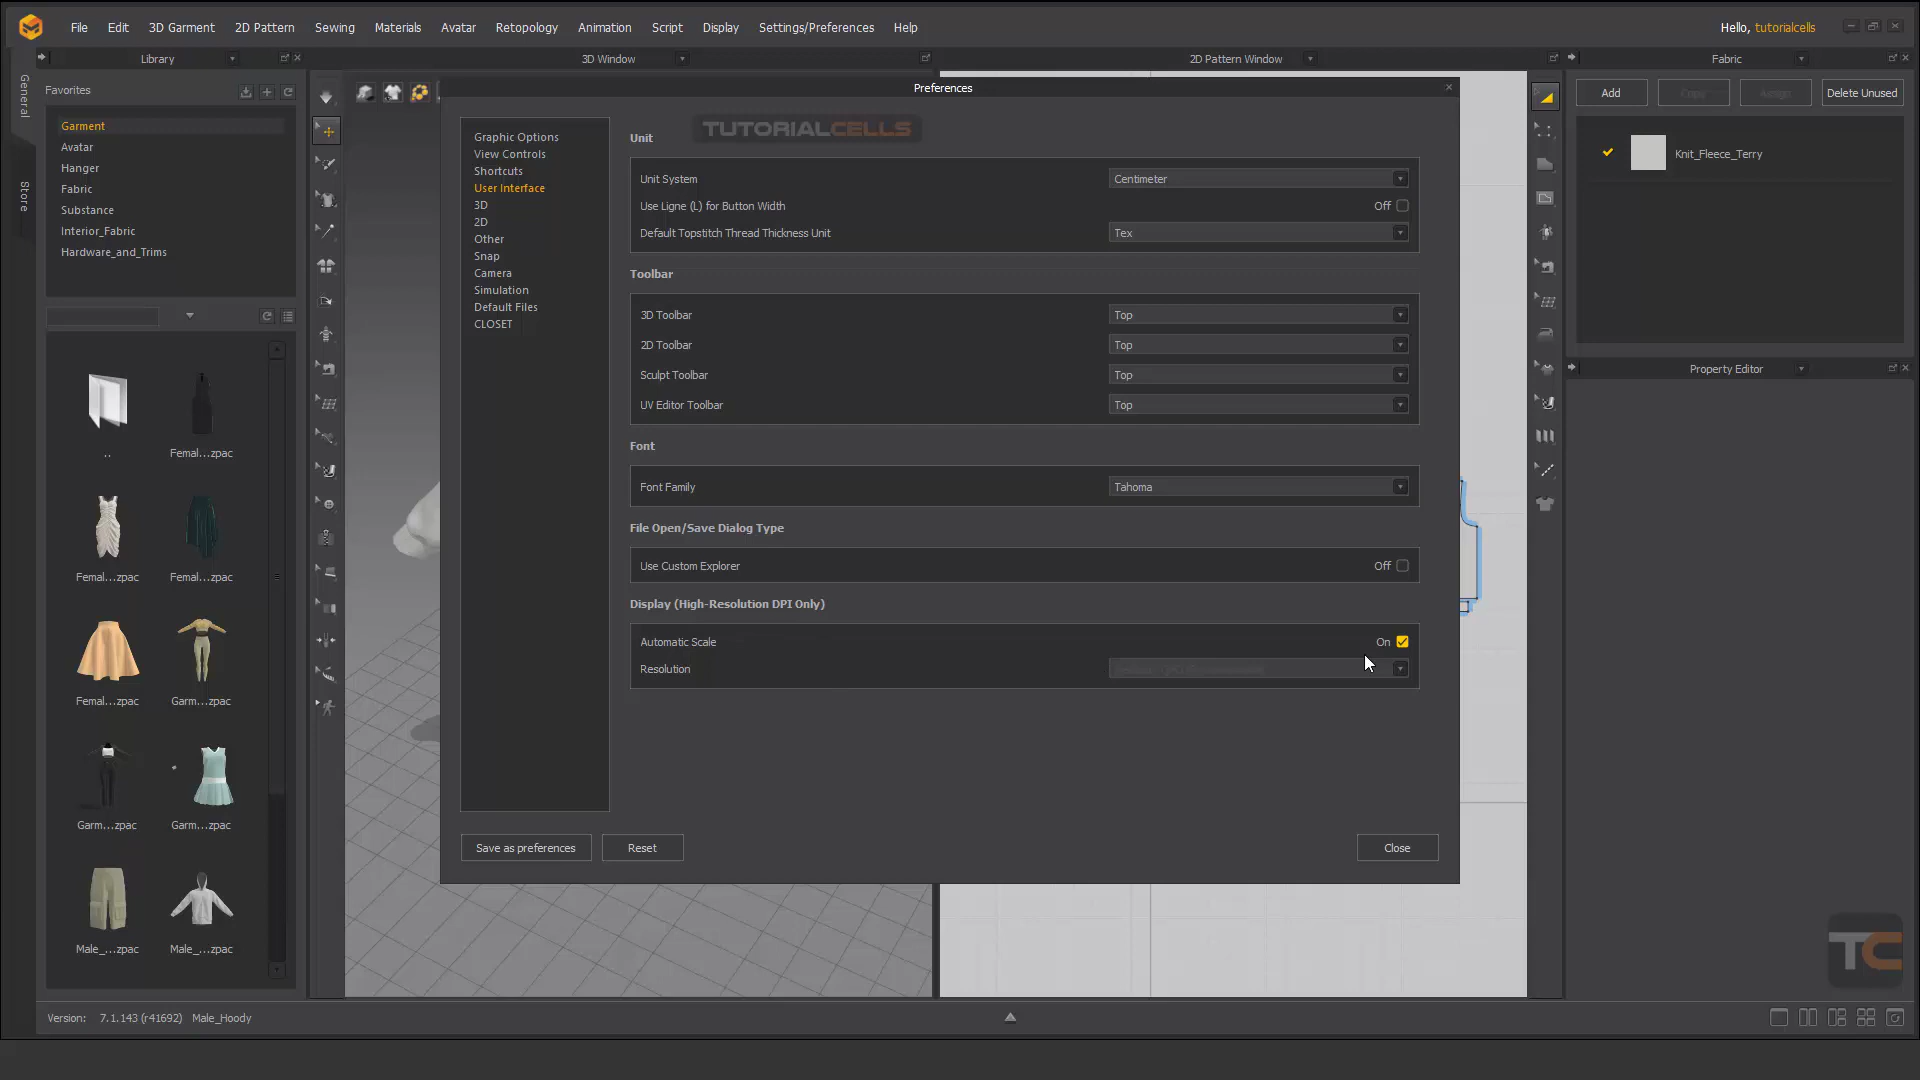 File Edit 3D Garment 2D Pattern Sewing Materials Avatar Retopology Animation Script Display Settings/Preferences Help
Hello, tutorialcells
Library
3D Window
2D Pattern Window
Fabric
General
Store
Favorites
Garment
Avatar
Hanger
Fabric
Substance
Interior_Fabric
Hardware_and_Trims
..
Femal...zpac
Femal...zpac
Femal...zpac
Femal...zpac
Garm...zpac
Garm...zpac
Garm...zpac
Male_...zpac
Male_...zpac
Preferences
TUTORIALCELLS
Graphic Options
View Controls
Shortcuts
User Interface
3D
2D
Other
Snap
Camera
Simulation
Default Files
CLOSET
Unit
Unit System Centimeter
Use Ligne (L) for Button Width Off
Default Topstitch Thread Thickness Unit Tex
Toolbar
3D Toolbar Top
2D Toolbar Top
Sculpt Toolbar Top
UV Editor Toolbar Top
Font
Font Family Tahoma
File Open/Save Dialog Type
Use Custom Explorer Off
Display (High-Resolution DPI Only)
Automatic Scale On
Resolution
Save as preferences Reset Close
Add Copy Assign Delete Unused
Knit_Fleece_Terry
Property Editor
TC
Version: 7.1.143 (r41692) Male_Hoody